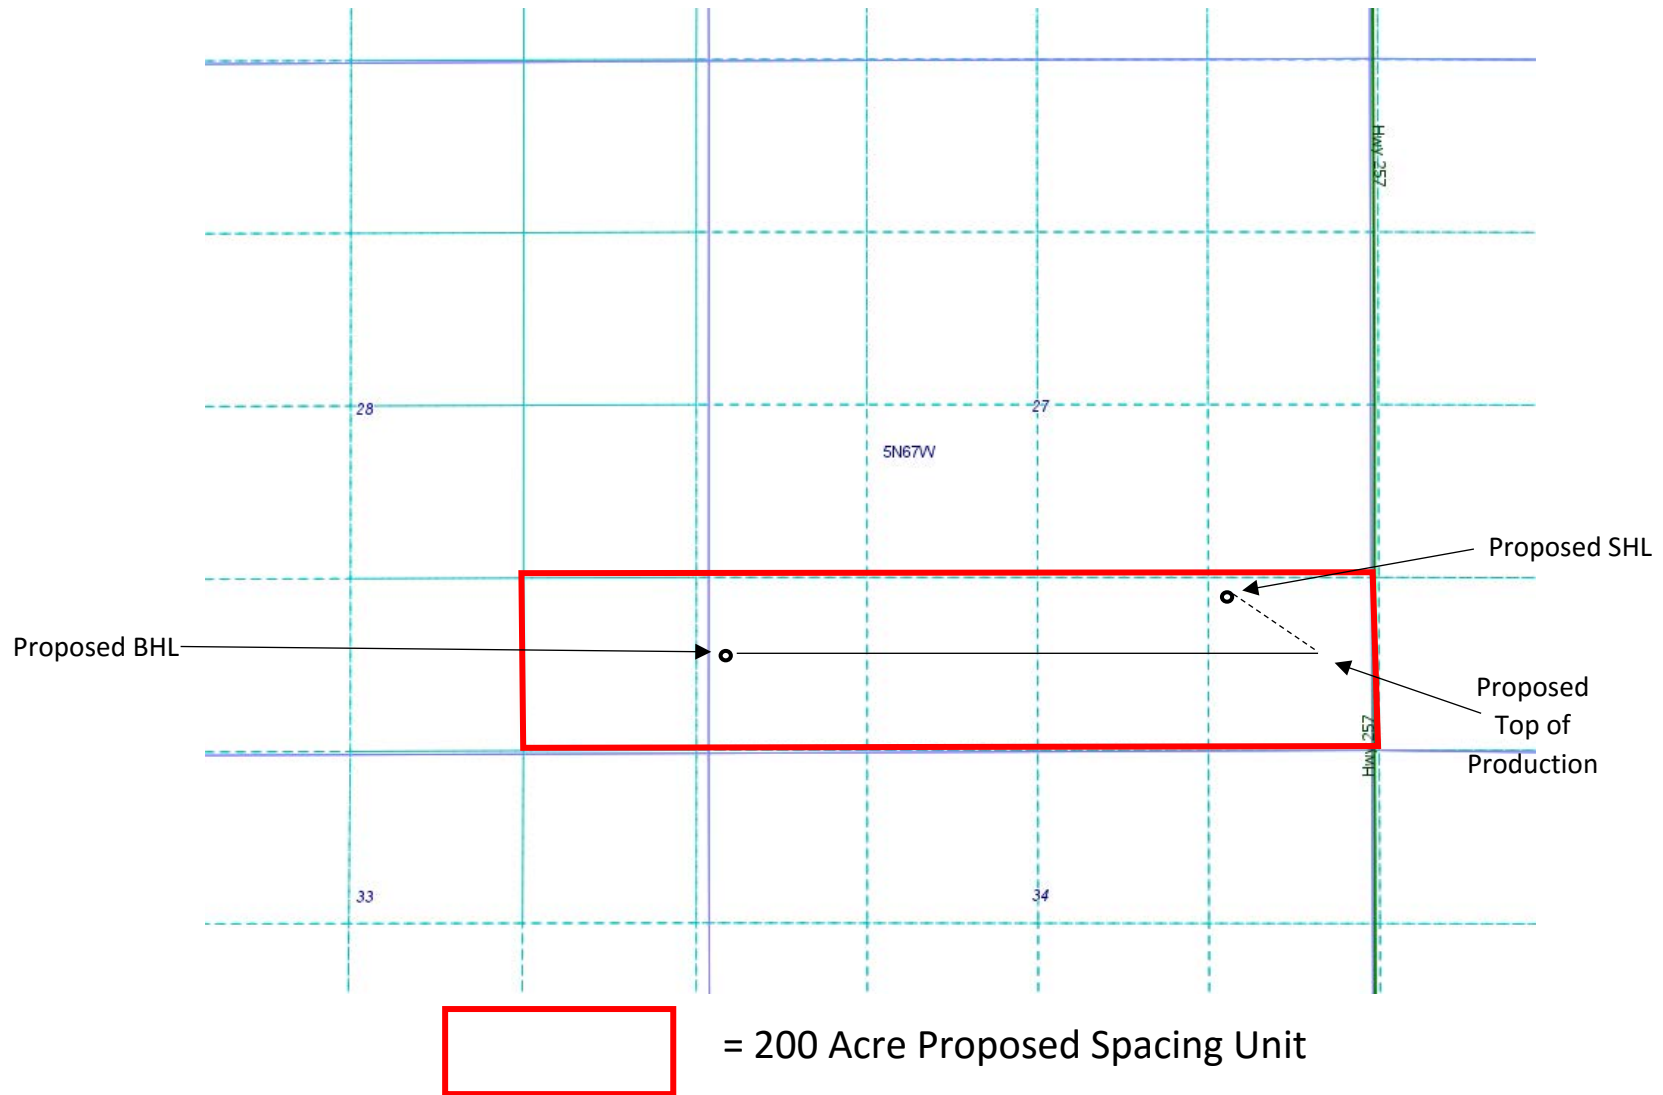 Hwy 257
28
27
5N67W
Proposed SHL
Proposed BHL
Proposed
Top of
Production
Hwy 257
33
34
= 200 Acre Proposed Spacing Unit